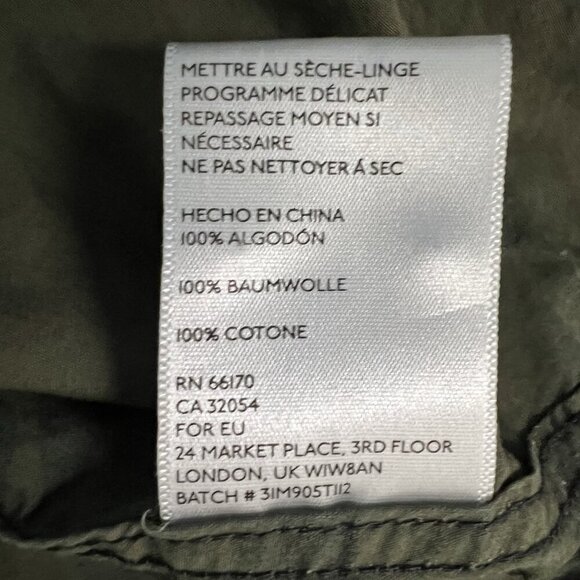 METTRE AU SÈCHE-LINGE
PROGRAMME DÉLICAT
REPASSAGE MOYEN SI
NÉCESSAIRE
NE PAS NETTOYER Á SEC
HECHO EN CHINA
100% ALGODÓN
100% BAUMWOLLE
100% COTONE
RN 66170
CA 32054
FOR EU
24 MARKET PLACE, 3RD FLOOR
LONDON, UK W1W8AN
BATCH # 31M905T112